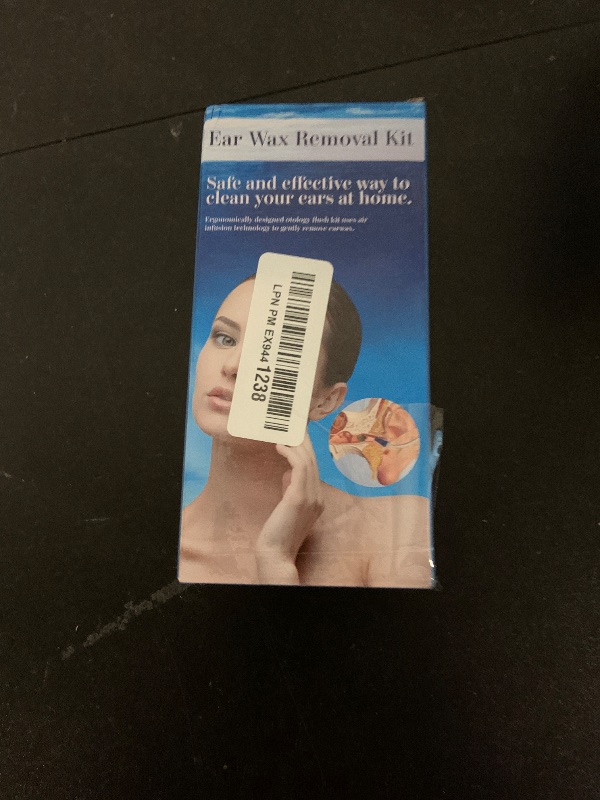 Ear Wax Removal Kit
Safe and effective way to
clean your ears at home.
Ergonomically designed otology flush kit uses air
infusion technology to gently remove earwax.
LPN PM EX944 1238